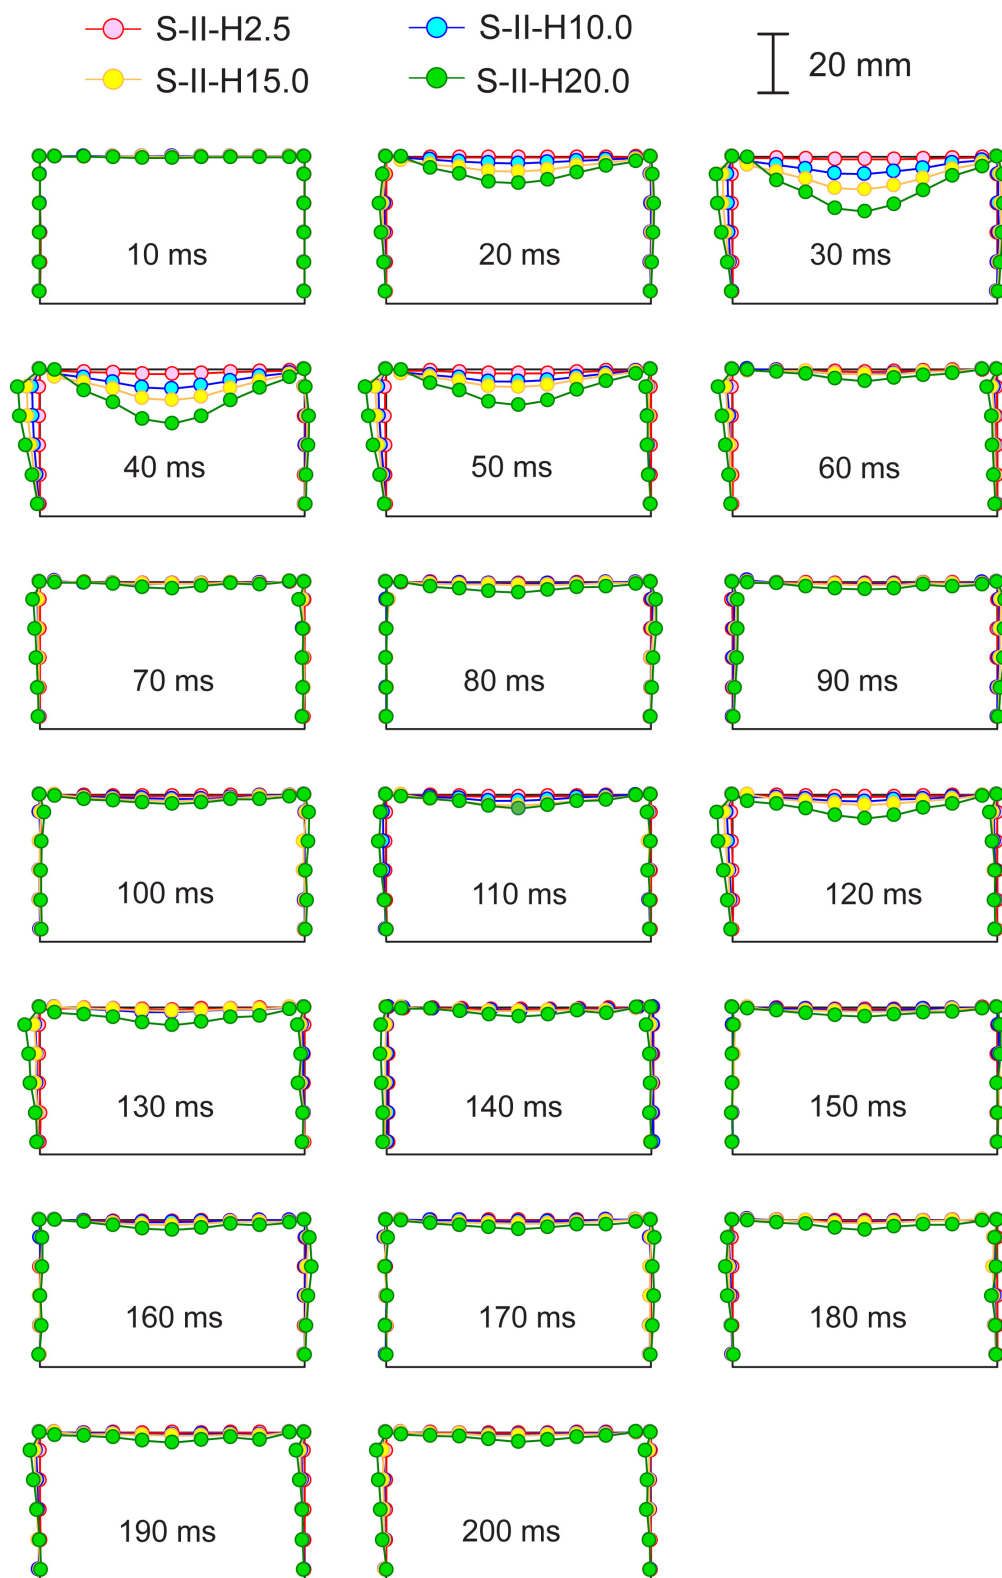 S-II-H2.5 S-II-H10.0 20 mm
S-II-H15.0 S-II-H20.0
10 ms 20 ms 30 ms
40 ms 50 ms 60 ms
70 ms 80 ms 90 ms
100 ms 110 ms 120 ms
130 ms 140 ms 150 ms
160 ms 170 ms 180 ms
190 ms 200 ms